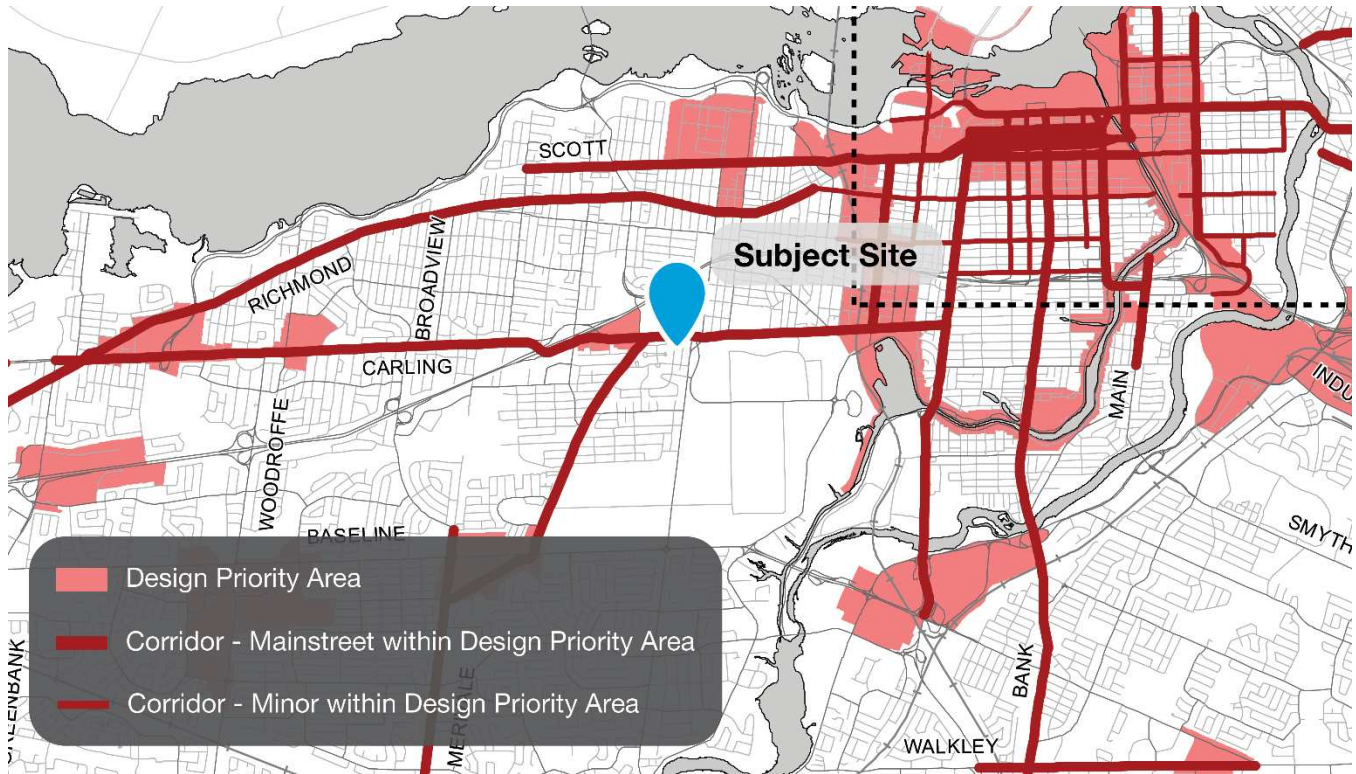 SCOTT
Subject Site
RICHMOND
BROADVIEW
CARLING
MAIN
WOODROFFE
SMYTH
BASELINE
Design Priority Area
Corridor - Mainstreet within Design Priority Area
BANK
Corridor - Minor within Design Priority Area
WALKLEY